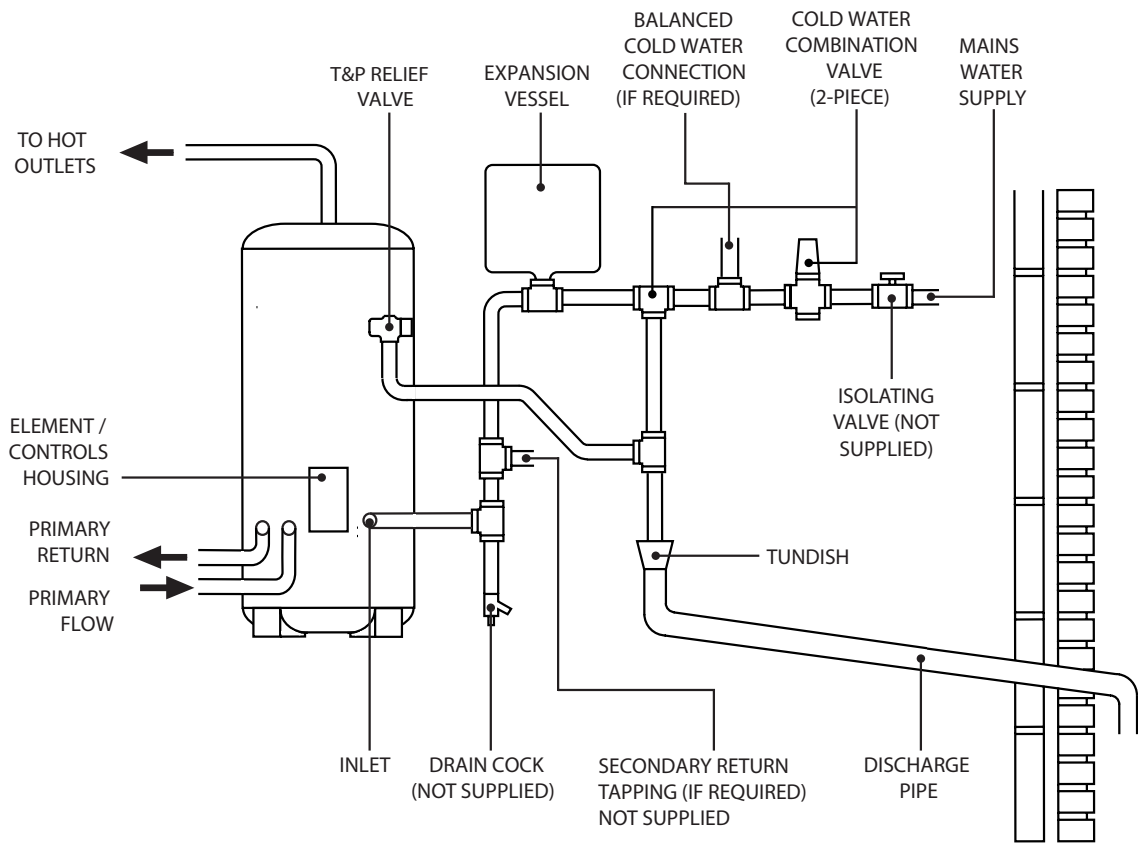 BALANCED
COLD WATER
CONNECTION
(IF REQUIRED)
COLD WATER
COMBINATION
VALVE
(2-PIECE)
MAINS
WATER
SUPPLY
T&P RELIEF
VALVE
EXPANSION
VESSEL
TO HOT
OUTLETS
ISOLATING
VALVE (NOT
SUPPLIED)
ELEMENT /
CONTROLS
HOUSING
PRIMARY
RETURN
PRIMARY
FLOW
TUNDISH
INLET
DRAIN COCK
(NOT SUPPLIED)
SECONDARY RETURN
TAPPING (IF REQUIRED)
NOT SUPPLIED
DISCHARGE
PIPE